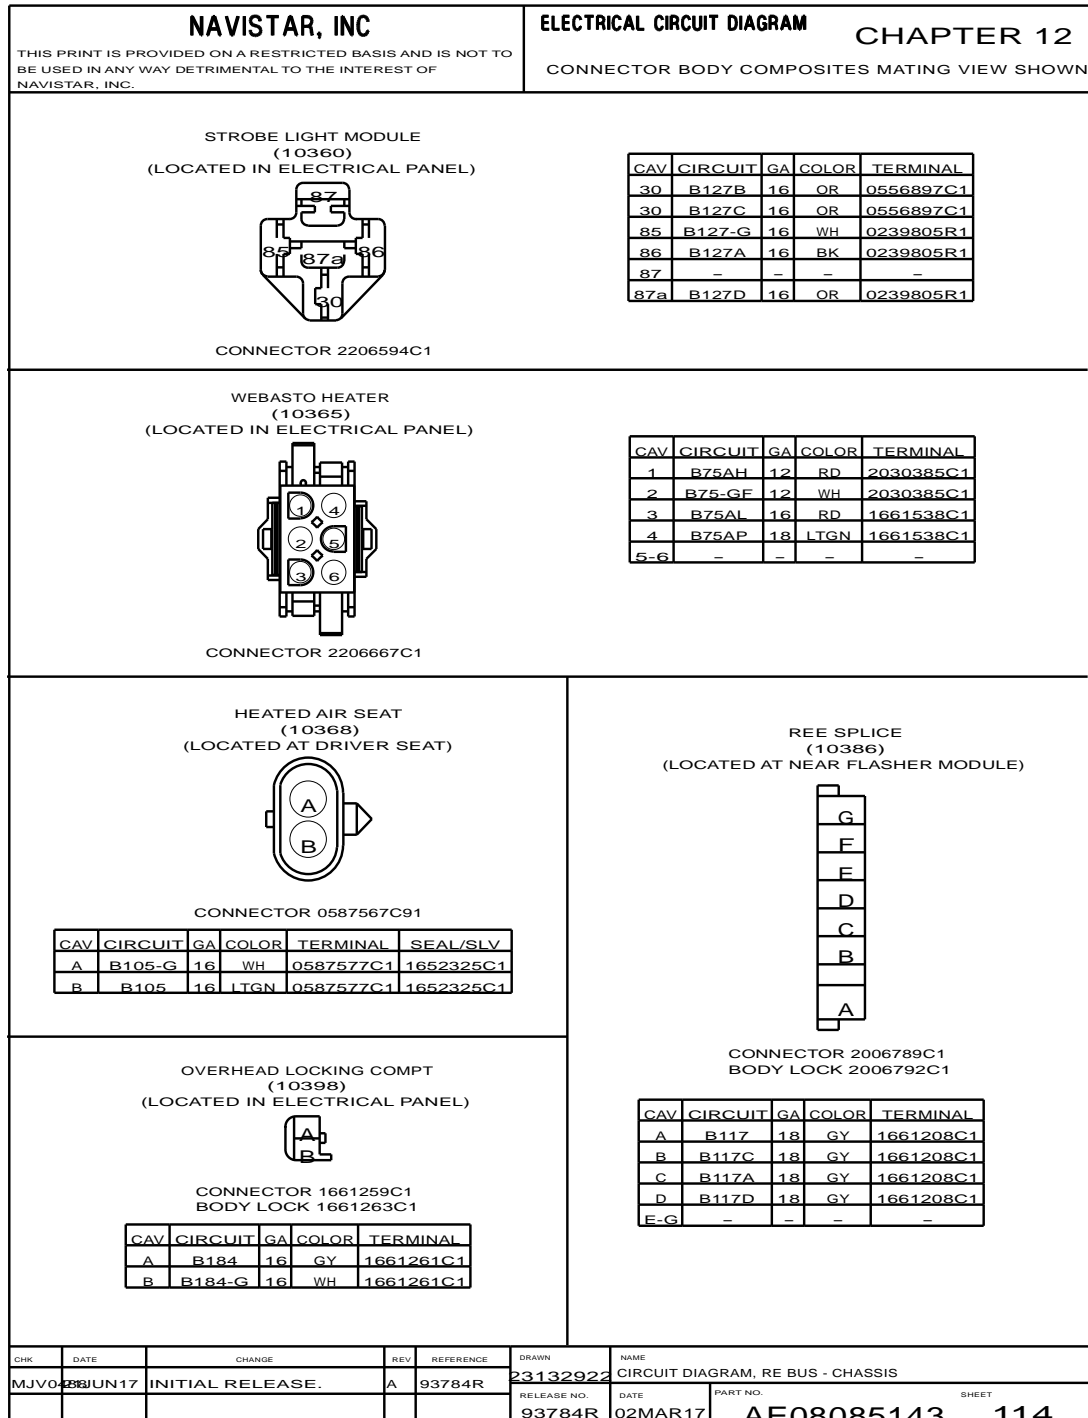 NAVISTAR, INC
THIS PRINT IS PROVIDED ON A RESTRICTED BASIS AND IS NOT TO
BE USED IN ANY WAY DETRIMENTAL TO THE INTEREST OF
NAVISTAR, INC.
ELECTRICAL CIRCUIT DIAGRAM
CHAPTER 12
CONNECTOR BODY COMPOSITES MATING VIEW SHOWN
STROBE LIGHT MODULE
(10360)
(LOCATED IN ELECTRICAL PANEL)
87
85 87a 86
30
CONNECTOR 2206594C1
CAV CIRCUIT GA COLOR TERMINAL
30 B127B 16 OR 0556897C1
30 B127C 16 OR 0556897C1
85 B127-G 16 WH 0239805R1
86 B127A 16 BK 0239805R1
87 – – – –
87a B127D 16 OR 0239805R1
WEBASTO HEATER
(10365)
(LOCATED IN ELECTRICAL PANEL)
1 4
2 5
3 6
CONNECTOR 2206667C1
CAV CIRCUIT GA COLOR TERMINAL
1 B75AH 12 RD 2030385C1
2 B75-GF 12 WH 2030385C1
3 B75AL 16 RD 1661538C1
4 B75AP 18 LTGN 1661538C1
5-6 – – – –
HEATED AIR SEAT
(10368)
(LOCATED AT DRIVER SEAT)
A
B
CONNECTOR 0587567C91
CAV CIRCUIT GA COLOR TERMINAL SEAL/SLV
A B105-G 16 WH 0587577C1 1652325C1
B B105 16 LTGN 0587577C1 1652325C1
REE SPLICE
(10386)
(LOCATED AT NEAR FLASHER MODULE)
G
F
E
D
C
B
A
CONNECTOR 2006789C1
BODY LOCK 2006792C1
CAV CIRCUIT GA COLOR TERMINAL
A B117 18 GY 1661208C1
B B117C 18 GY 1661208C1
C B117A 18 GY 1661208C1
D B117D 18 GY 1661208C1
E-G – – – –
OVERHEAD LOCKING COMPT
(10398)
(LOCATED IN ELECTRICAL PANEL)
A
B
CONNECTOR 1661259C1
BODY LOCK 1661263C1
CAV CIRCUIT GA COLOR TERMINAL
A B184 16 GY 1661261C1
B B184-G 16 WH 1661261C1
CHK DATE CHANGE REV REFERENCE
INITIAL RELEASE. A 93784R
DRAWN
23132922
NAME
CIRCUIT DIAGRAM, RE BUS - CHASSIS
RELEASE NO.
93784R
DATE
02MAR17
PART NO.
AE08085143
SHEET
114